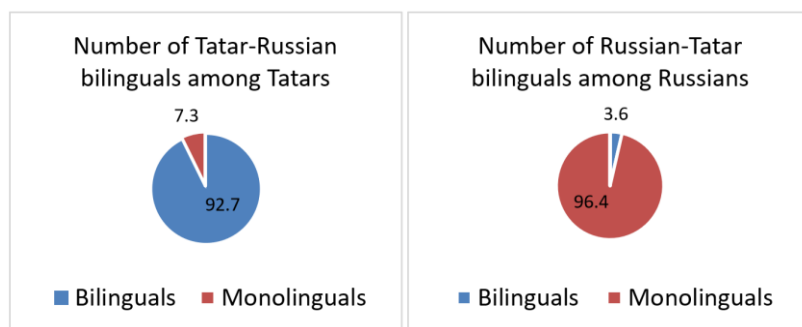 Number of Tatar-Russian
bilinguals among Tatars
7.3
92.7
Bilinguals Monolinguals
Number of Russian-Tatar
bilinguals among Russians
3.6
96.4
Bilinguals Monolinguals